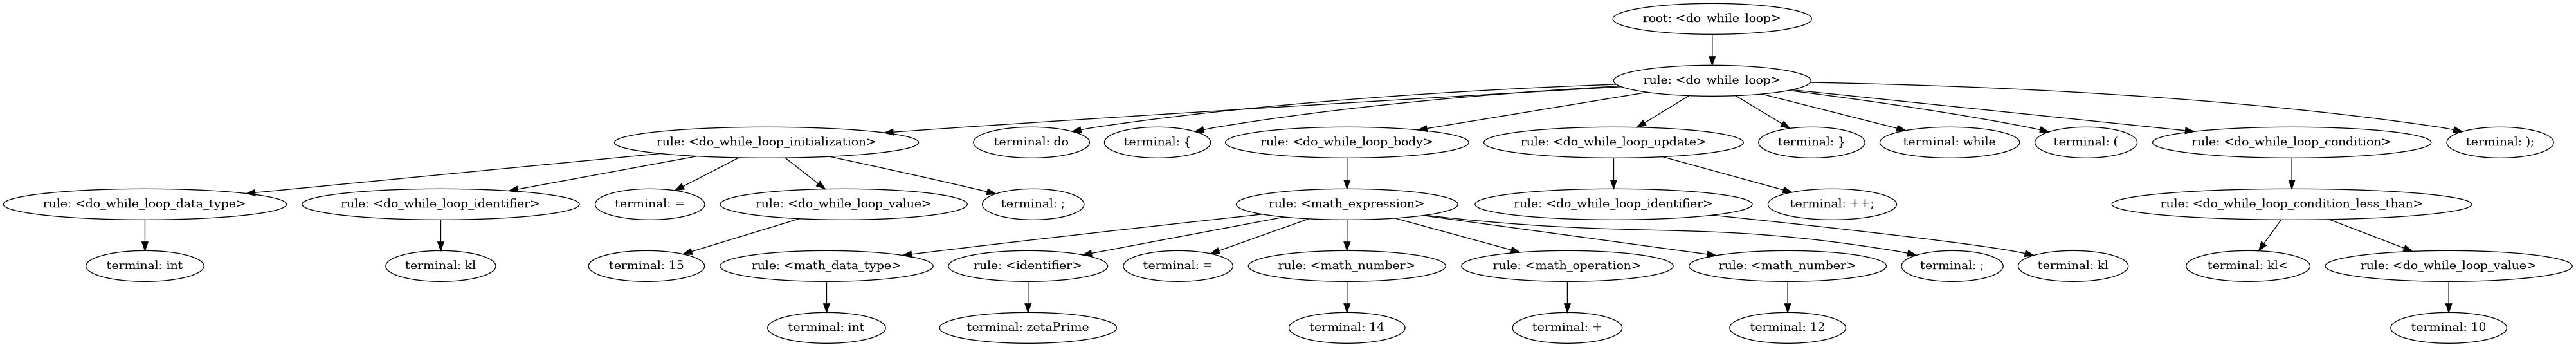 root: <do_while_loop>
rule: <do_while_loop>
rule: <do_while_loop_initialization>
terminal: do
terminal: {
rule: <do_while_loop_body>
rule: <do_while_loop_update>
terminal: }
terminal: while
terminal: (
rule: <do_while_loop_condition>
terminal: );
rule: <do_while_loop_data_type>
rule: <do_while_loop_identifier>
terminal: =
rule: <do_while_loop_value>
terminal: ;
rule: <math_expression>
rule: <do_while_loop_identifier>
terminal: ++;
rule: <do_while_loop_condition_less_than>
terminal: int
terminal: kl
terminal: 15
rule: <math_data_type>
rule: <identifier>
terminal: =
rule: <math_number>
rule: <math_operation>
rule: <math_number>
terminal: ;
terminal: kl
terminal: kl<
rule: <do_while_loop_value>
terminal: int
terminal: zetaPrime
terminal: 14
terminal: +
terminal: 12
terminal: 10